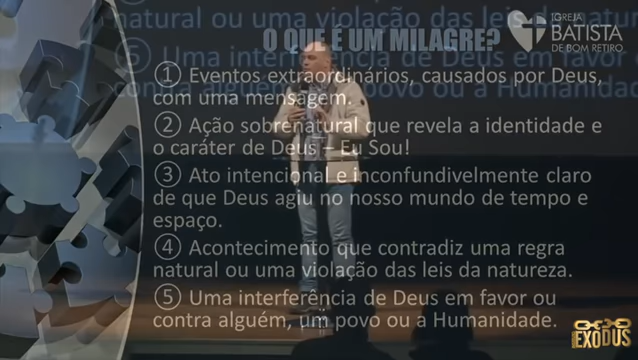 O QUE É UM MILAGRE?
IGREJA
BATISTA
DE BOM RETIRO
① Eventos extraordinários, causados por Deus,
com uma mensagem.
② Ação sobrenatural que revela a identidade e
o caráter de Deus – Eu Sou!
③ Ato intencional e inconfundivelmente claro
de que Deus agiu no nosso mundo de tempo e
espaço.
④ Acontecimento que contradiz uma regra
natural ou uma violação das leis da natureza.
⑤ Uma interferência de Deus em favor ou
contra alguém, um povo ou a Humanidade.
EXODUS